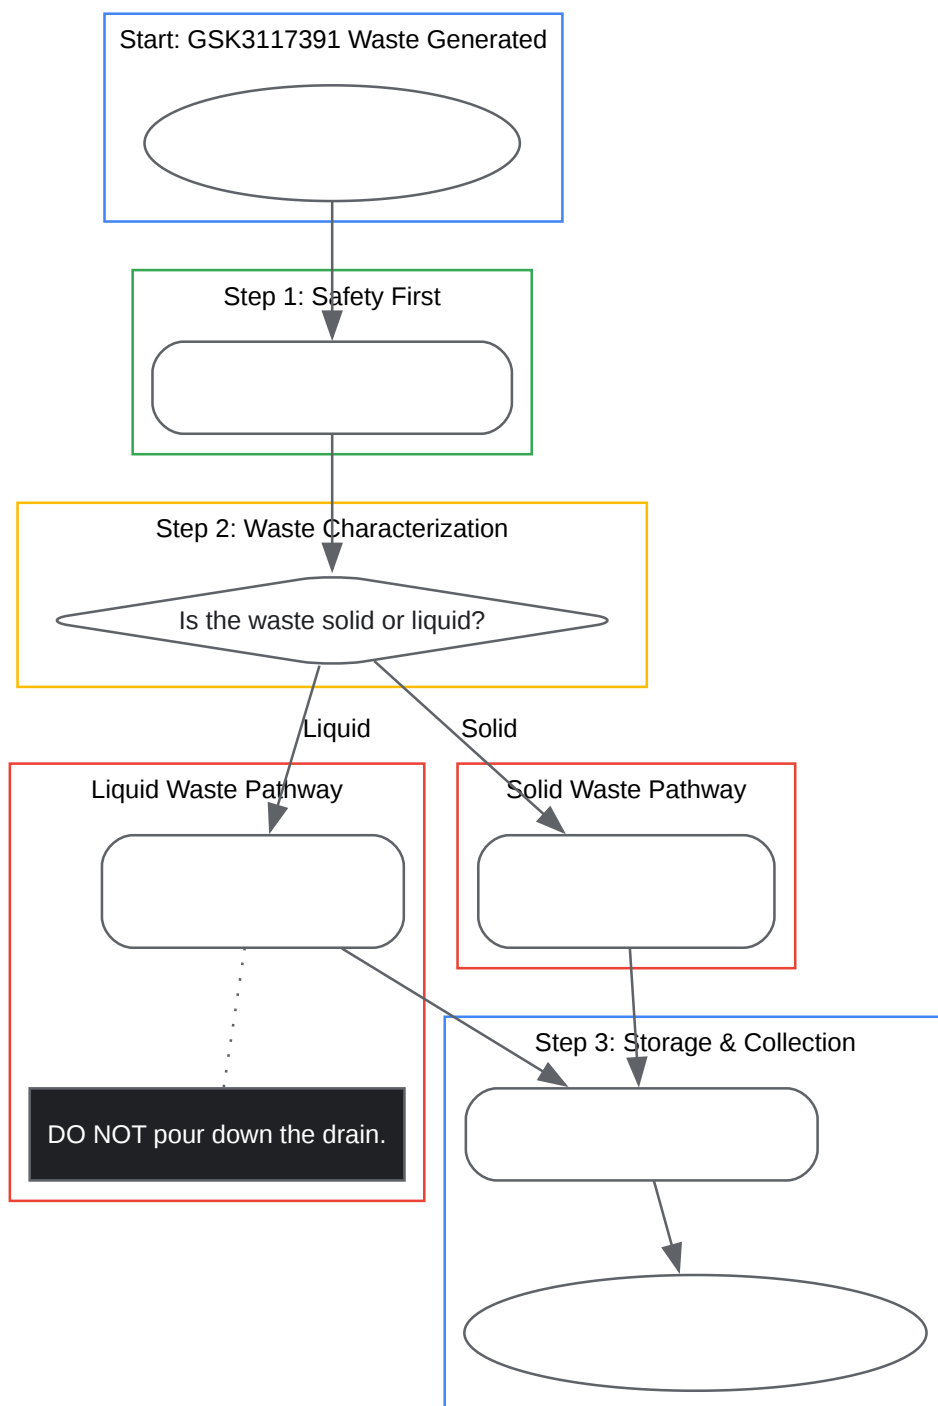 Start: GSK3117391 Waste Generated
Step 1: Safety First
Step 2: Waste Characterization
Is the waste solid or liquid?
Liquid
Solid
Liquid Waste Pathway
Solid Waste Pathway
Step 3: Storage & Collection
DO NOT pour down the drain.